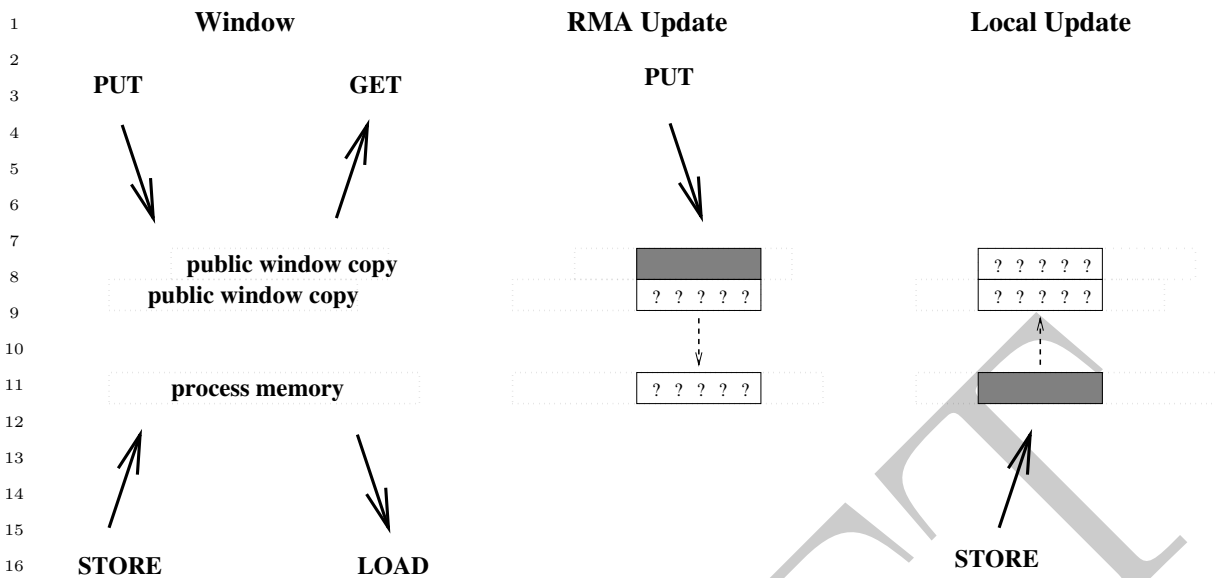 1 Window RMA Update Local Update
2
PUT GET PUT
3
4
5
6
7
public window copy ? ? ? ? ?
8
public window copy ? ? ? ? ? ? ? ? ? ?
9
10
11 process memory ? ? ? ? ?
12
13
14
15
16 STORE LOAD STORE